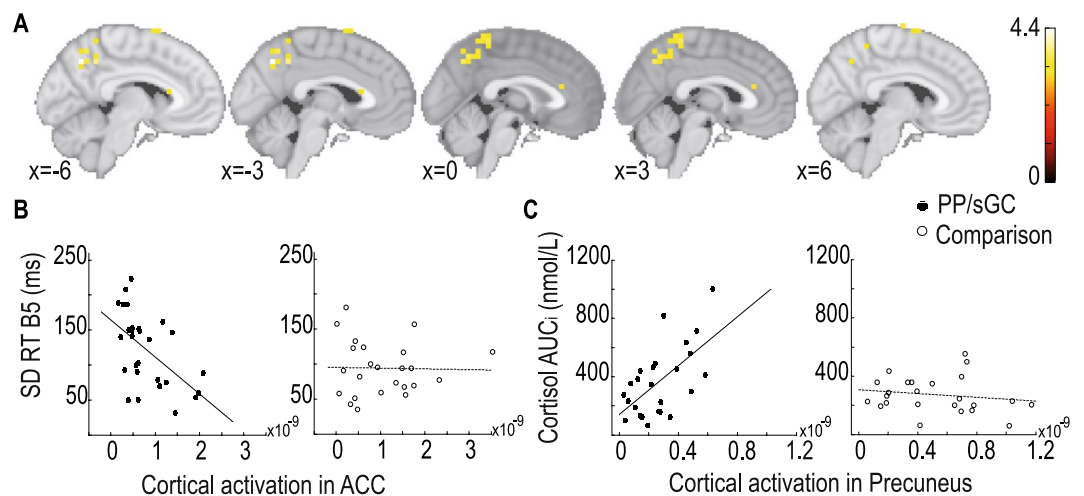 A
4.4
0
x=-6
x=-3
x=0
x=3
x=6
B
C
PP/sGC
Comparison
SD RT B5 (ms)
250
150
50
0 1 2 3
x10⁻⁹
250
150
50
0 1 2 3
x10⁻⁹
Cortical activation in ACC
Cortisol AUCi (nmol/L)
1200
800
400
0 0.4 0.8 1.2
x10⁻⁹
1200
800
400
0 0.4 0.8 1.2
x10⁻⁹
Cortical activation in Precuneus